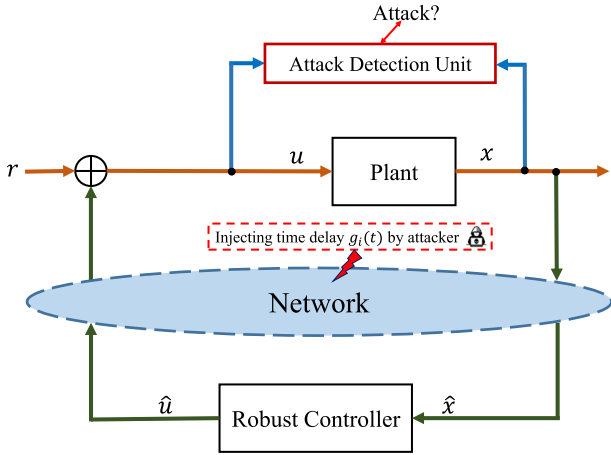 Attack?
Attack Detection Unit
r
u
Plant
x
Injecting time delay g_i(t) by attacker
Network
û
Robust Controller
x̂